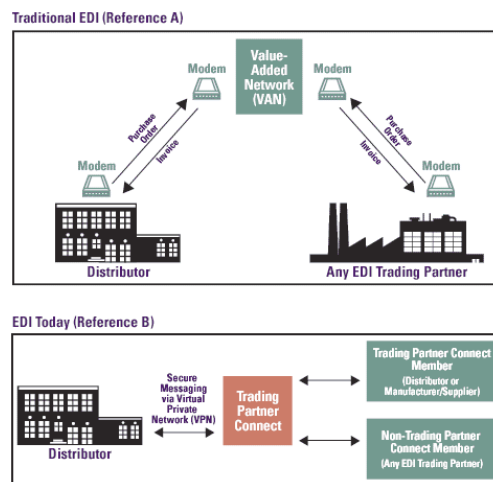 Traditional EDI (Reference A)
Modem
Value-
Added
Network
(VAN)
Modem
Purchase
Order
Invoice
Purchase
Order
Invoice
Modem
Modem
Distributor
Any EDI Trading Partner
EDI Today (Reference B)
Secure
Messaging
via Virtual
Private
Network (VPN)
Trading
Partner
Connect
Trading Partner Connect
Member
(Distributor or
Manufacturer/Supplier)
Non-Trading Partner
Connect Member
(Any EDI Trading Partner)
Distributor